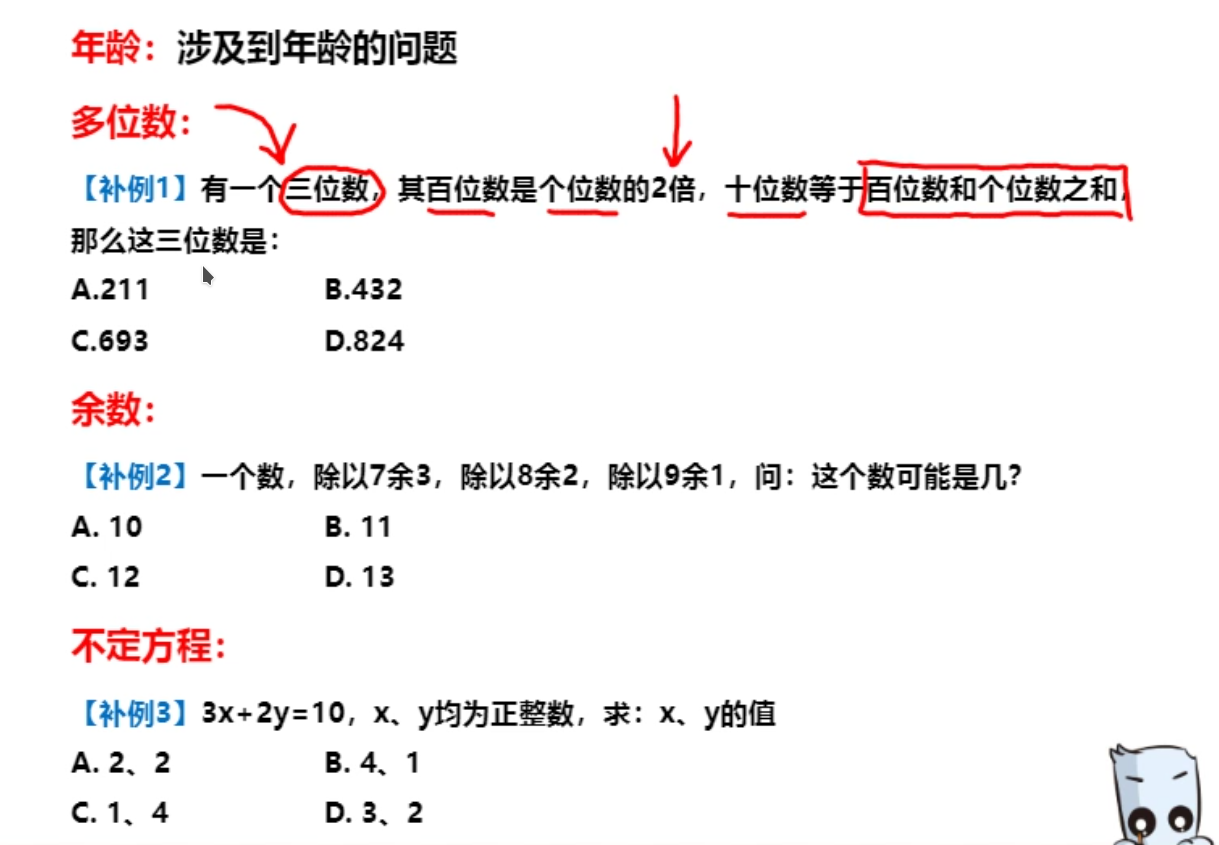 年龄：涉及到年龄的问题
多位数：
【补例1】有一个三位数，其百位数是个位数的2倍，十位数等于百位数和个位数之和，
那么这三位数是：
A.211 B.432
C.693 D.824
余数：
【补例2】一个数，除以7余3，除以8余2，除以9余1，问：这个数可能是几？
A. 10 B. 11
C. 12 D. 13
不定方程：
【补例3】3x+2y=10，x、y均为正整数，求：x、y的值
A. 2、2 B. 4、1
C. 1、4 D. 3、2